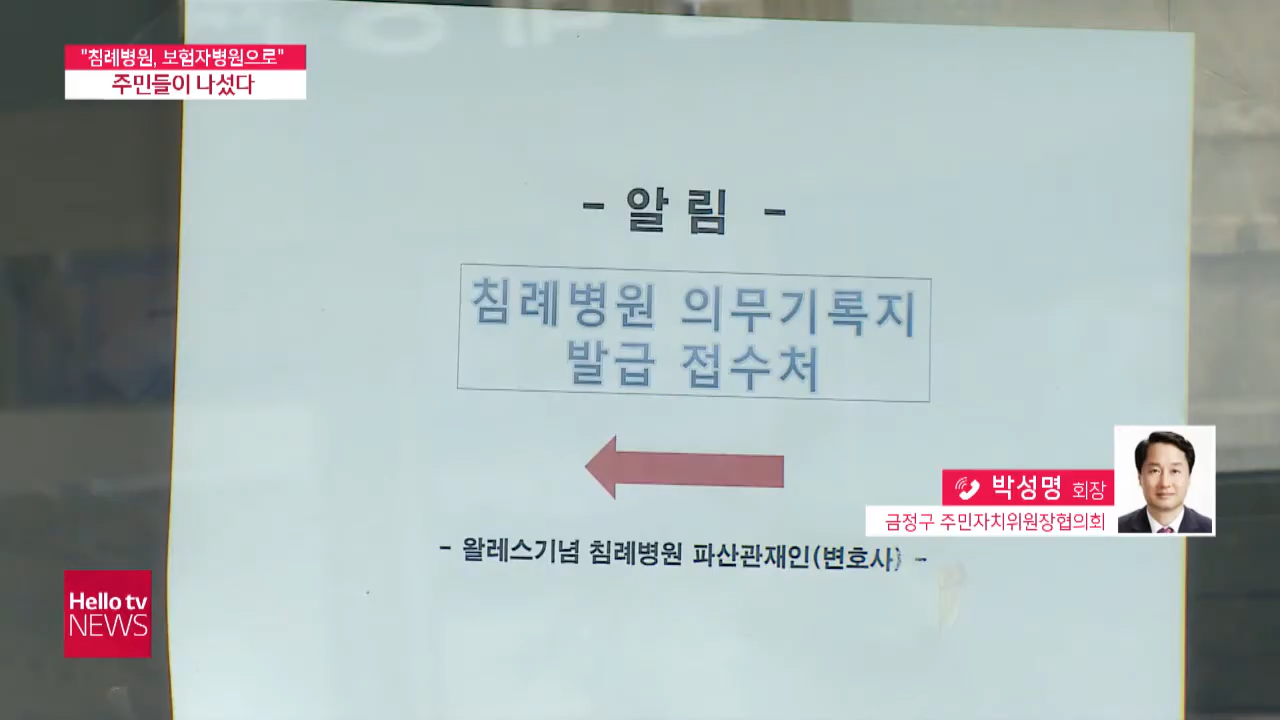 "침례병원, 보험자병원으로"
주민들이 나섰다
- 알 림 -
침례병원 의무기록지
발급 접수처
박성명 회장
금정구 주민자치위원장협의회
- 왈레스기념 침례병원 파산관재인(변호사) -
Hello tv
NEWS